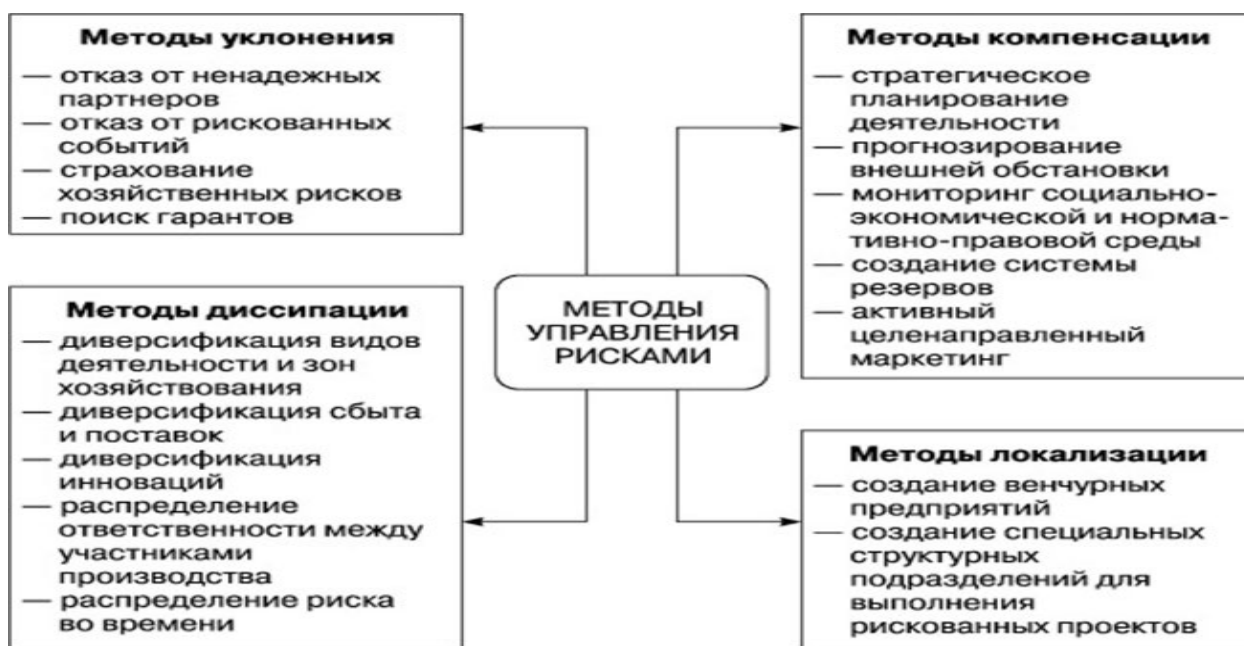 Методы уклонения
— отказ от ненадежных
партнеров
— отказ от рискованных
событий
— страхование
хозяйственных рисков
— поиск гарантов
Методы компенсации
— стратегическое
планирование
деятельности
— прогнозирование
внешней обстановки
— мониторинг социально-
экономической и норма-
тивно-правовой среды
— создание системы
резервов
— активный
целенаправленный
маркетинг
МЕТОДЫ
УПРАВЛЕНИЯ
РИСКАМИ
Методы диссипации
— диверсификация видов
деятельности и зон
хозяйствования
— диверсификация сбыта
и поставок
— диверсификация
инноваций
— распределение
ответственности между
участниками
производства
— распределение риска
во времени
Методы локализации
— создание венчурных
предприятий
— создание специальных
структурных
подразделений для
выполнения
рискованных проектов